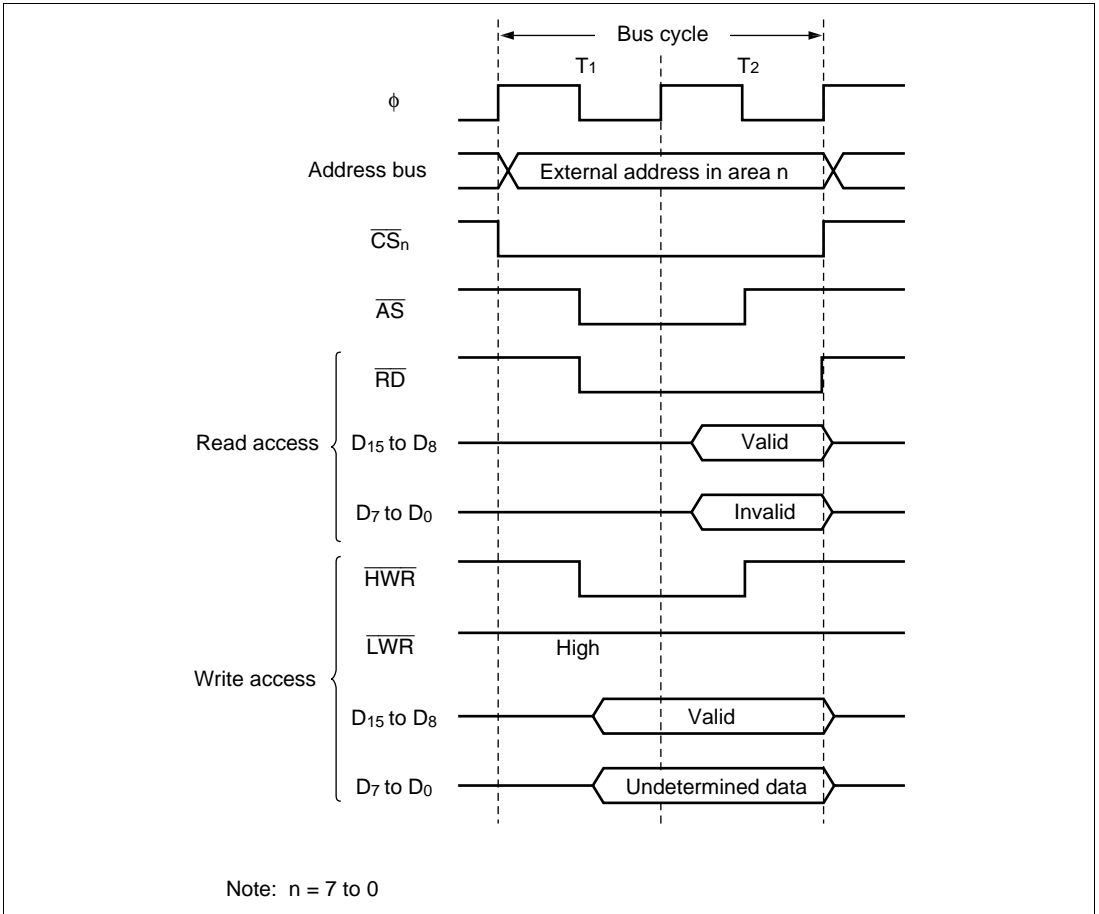 Bus cycle
T1 T2
φ
Address bus External address in area n
CSn
AS
RD
Read access D15 to D8 Valid
D7 to D0 Invalid
HWR
LWR High
Write access
D15 to D8 Valid
D7 to D0 Undetermined data
Note: n = 7 to 0